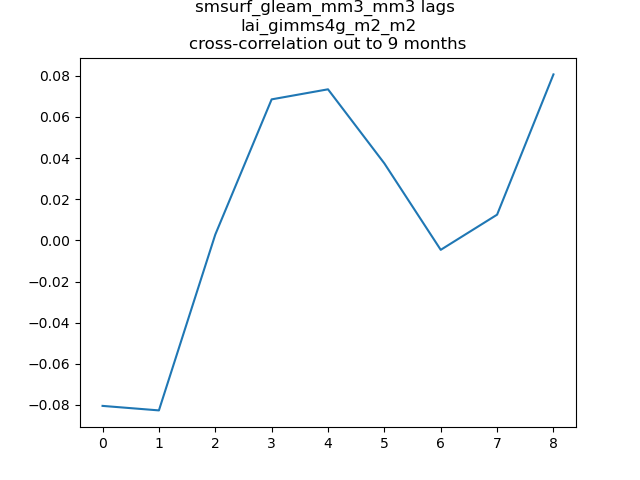 smsurf_gleam_mm3_mm3 lags
lai_gimms4g_m2_m2
cross-correlation out to 9 months
0.08
0.06
0.04
0.02
0.00
−0.02
−0.04
−0.06
−0.08
0 1 2 3 4 5 6 7 8